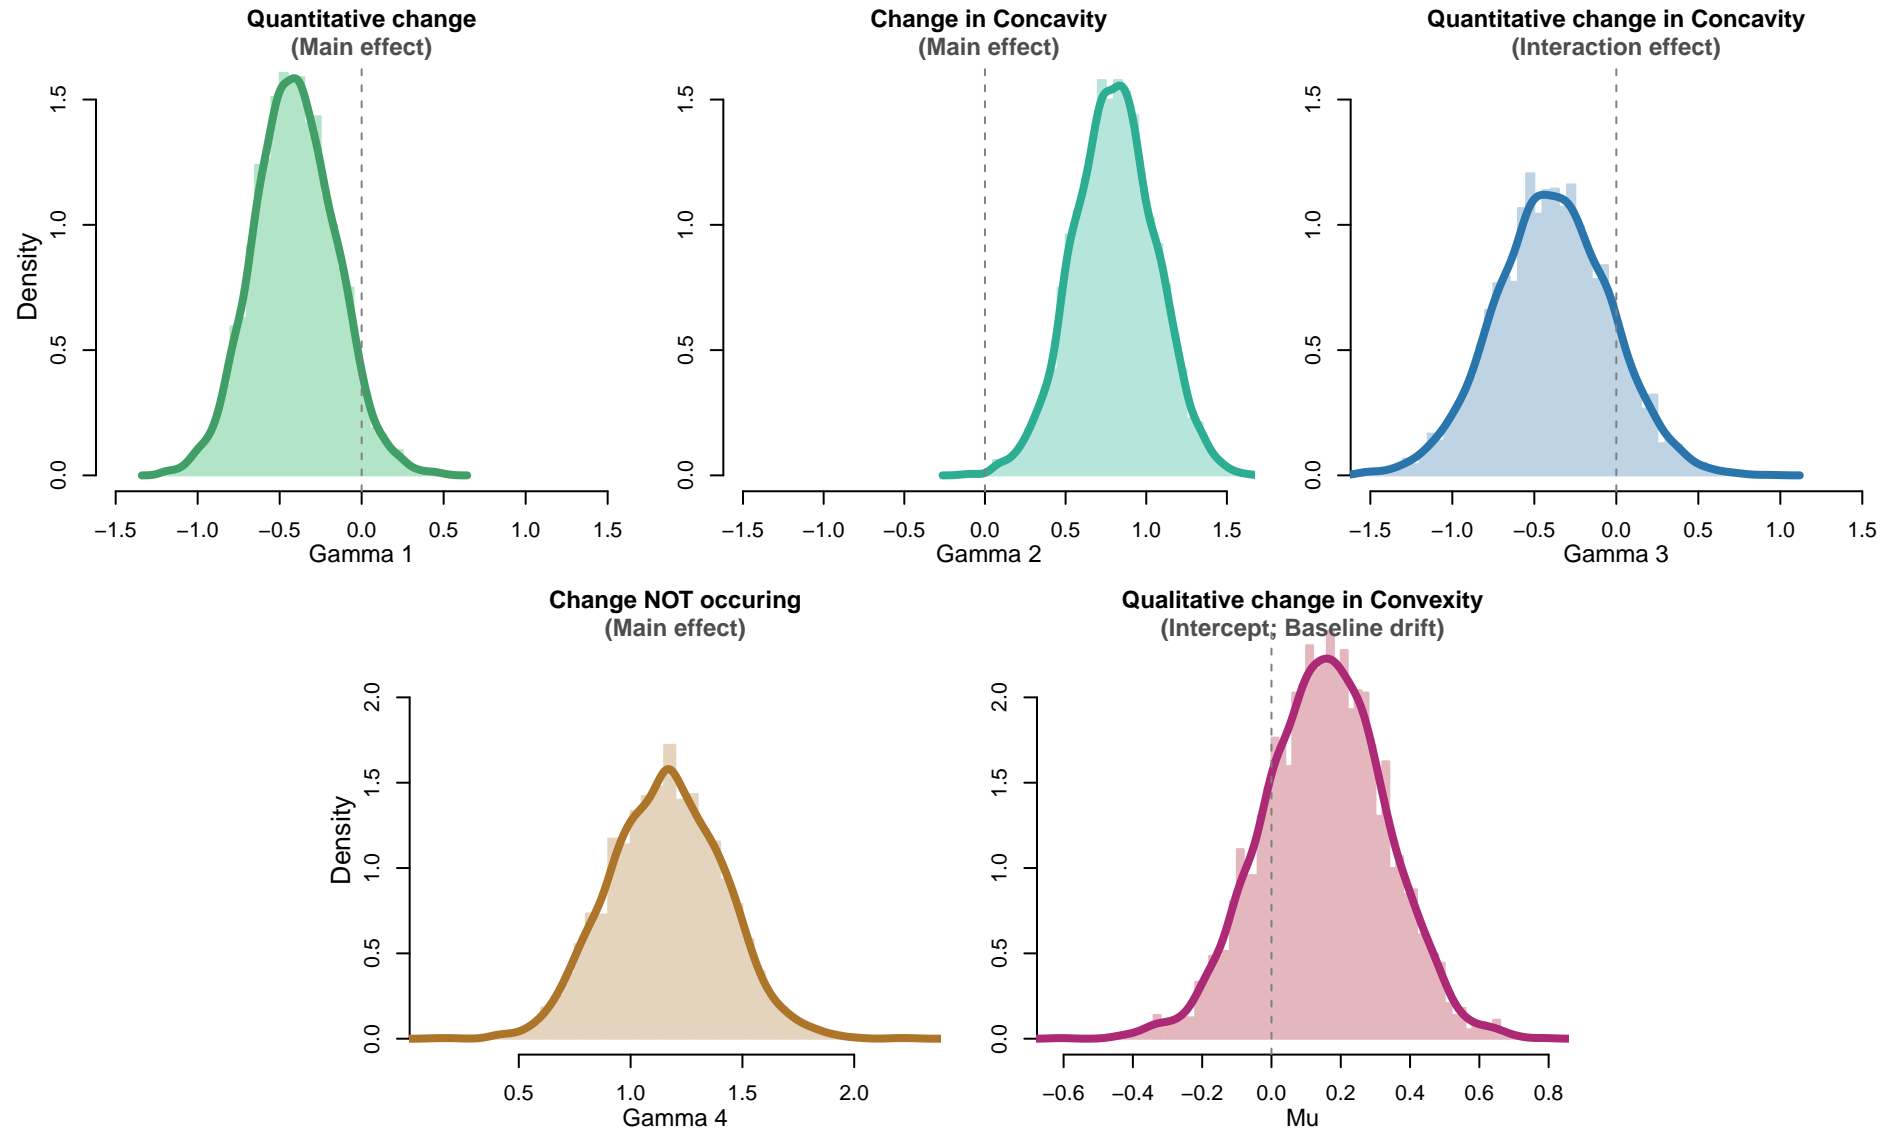 Quantitative change
(Main effect)
Change in Concavity
(Main effect)
Quantitative change in Concavity
(Interaction effect)
Density
0.0 0.5 1.0 1.5
−1.5 −1.0 −0.5 0.0 0.5 1.0 1.5
Gamma 1
0.0 0.5 1.0 1.5
−1.5 −1.0 −0.5 0.0 0.5 1.0 1.5
Gamma 2
0.0 0.5 1.0 1.5
−1.5 −1.0 −0.5 0.0 0.5 1.0 1.5
Gamma 3
Change NOT occuring
(Main effect)
Qualitative change in Convexity
(Intercept; Baseline drift)
Density
0.0 0.5 1.0 1.5 2.0
0.5 1.0 1.5 2.0
Gamma 4
0.0 0.5 1.0 1.5 2.0
−0.6 −0.4 −0.2 0.0 0.2 0.4 0.6 0.8
Mu